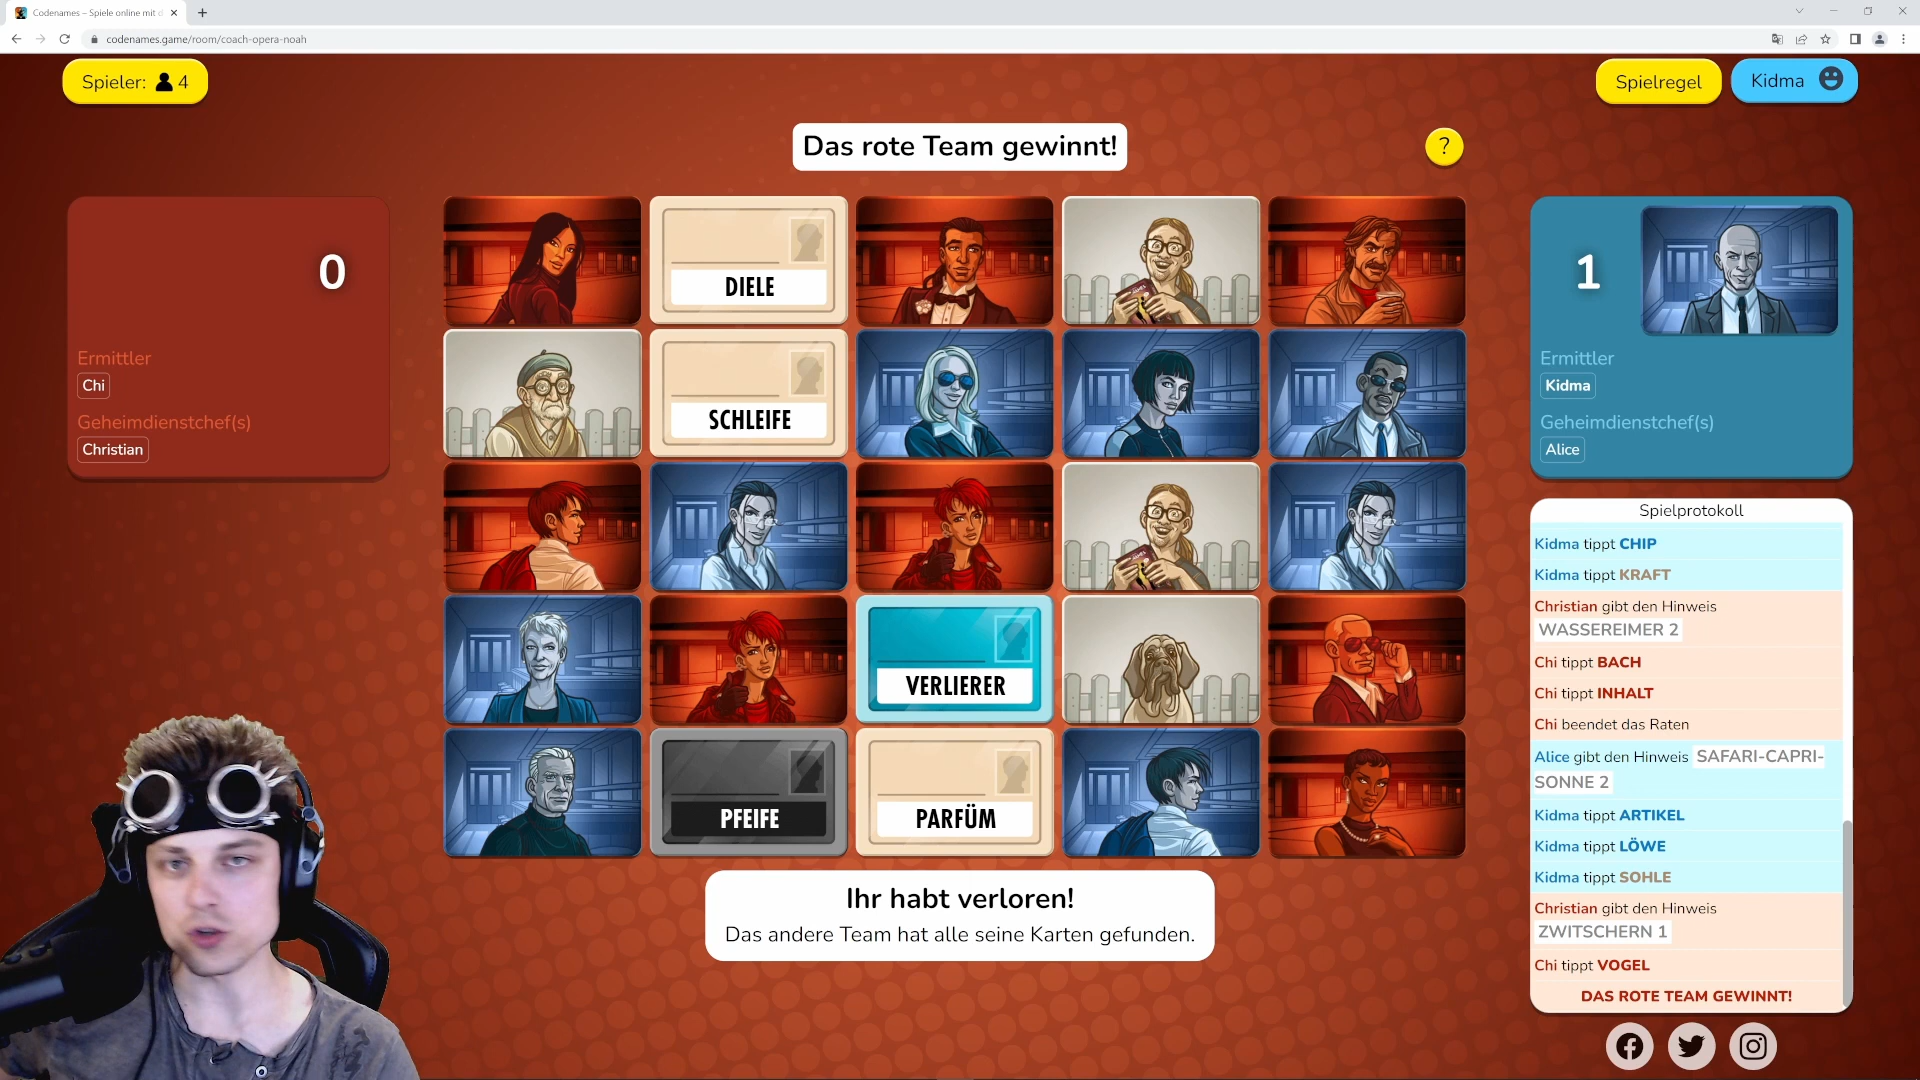 Codenames – Spiele online mit d
codenames.game/room/coach-opera-noah
Spieler: 4
Spielregel
Kidma
Das rote Team gewinnt!
?
0
Ermittler
Chi
Geheimdienstchef(s)
Christian
DIELE
SCHLEIFE
VERLIERER
PFEIFE
PARFÜM
1
Ermittler
Kidma
Geheimdienstchef(s)
Alice
Spielprotokoll
Kidma tippt CHIP
Kidma tippt KRAFT
Christian gibt den Hinweis
WASSEREIMER 2
Chi tippt BACH
Chi tippt INHALT
Chi beendet das Raten
Alice gibt den Hinweis SAFARI-CAPRI-
SONNE 2
Kidma tippt ARTIKEL
Kidma tippt LÖWE
Kidma tippt SOHLE
Christian gibt den Hinweis
ZWITSCHERN 1
Chi tippt VOGEL
DAS ROTE TEAM GEWINNT!
Ihr habt verloren!
Das andere Team hat alle seine Karten gefunden.